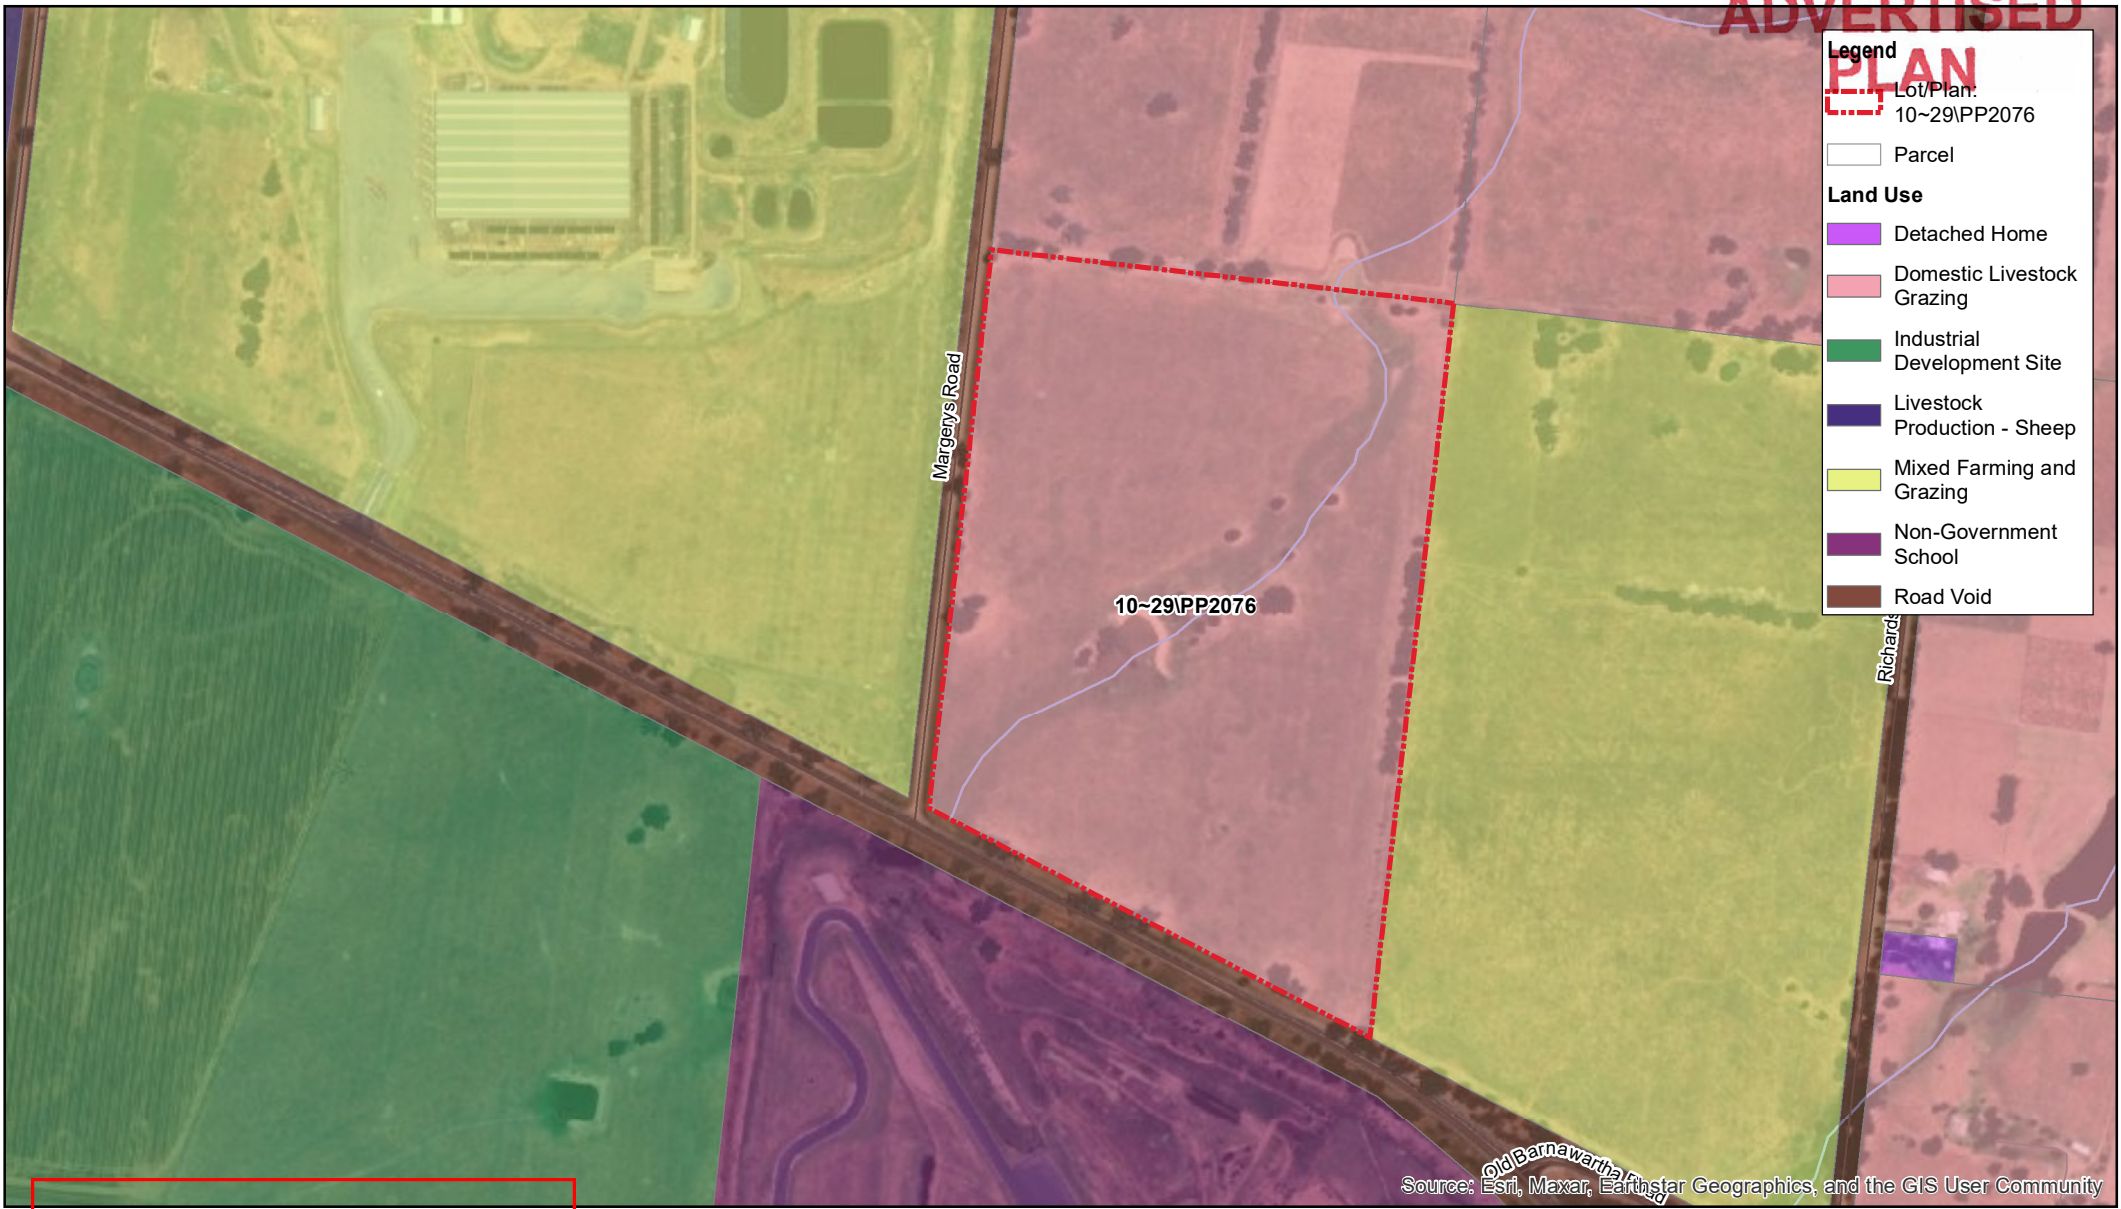 ADVERTISED
PLAN
Legend
Lot/Plan:
10~29\PP2076
Parcel
Land Use
Detached Home
Domestic Livestock
Grazing
Industrial
Development Site
Livestock
Production - Sheep
Mixed Farming and
Grazing
Non-Government
School
Road Void
Margerys Road
10~29\PP2076
Richards
Old Barnawartha Road
Source: Esri, Maxar, Earthstar Geographics, and the GIS User Community